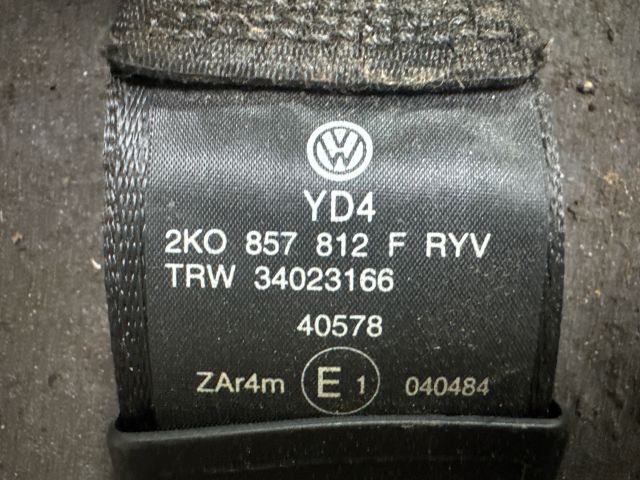 YD4
2KO 857 812 F RYV
TRW 34023166
40578
ZAr4m E 1 040484